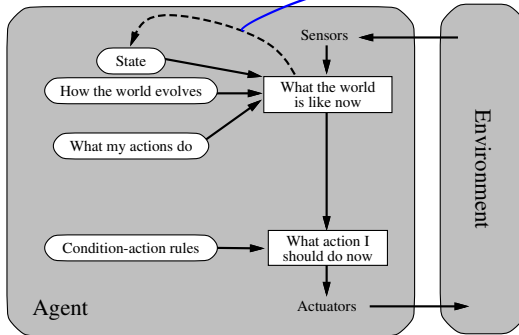 Sensors
State
How the world evolves
What the world
is like now
What my actions do
Environment
Condition-action rules
What action I
should do now
Agent
Actuators